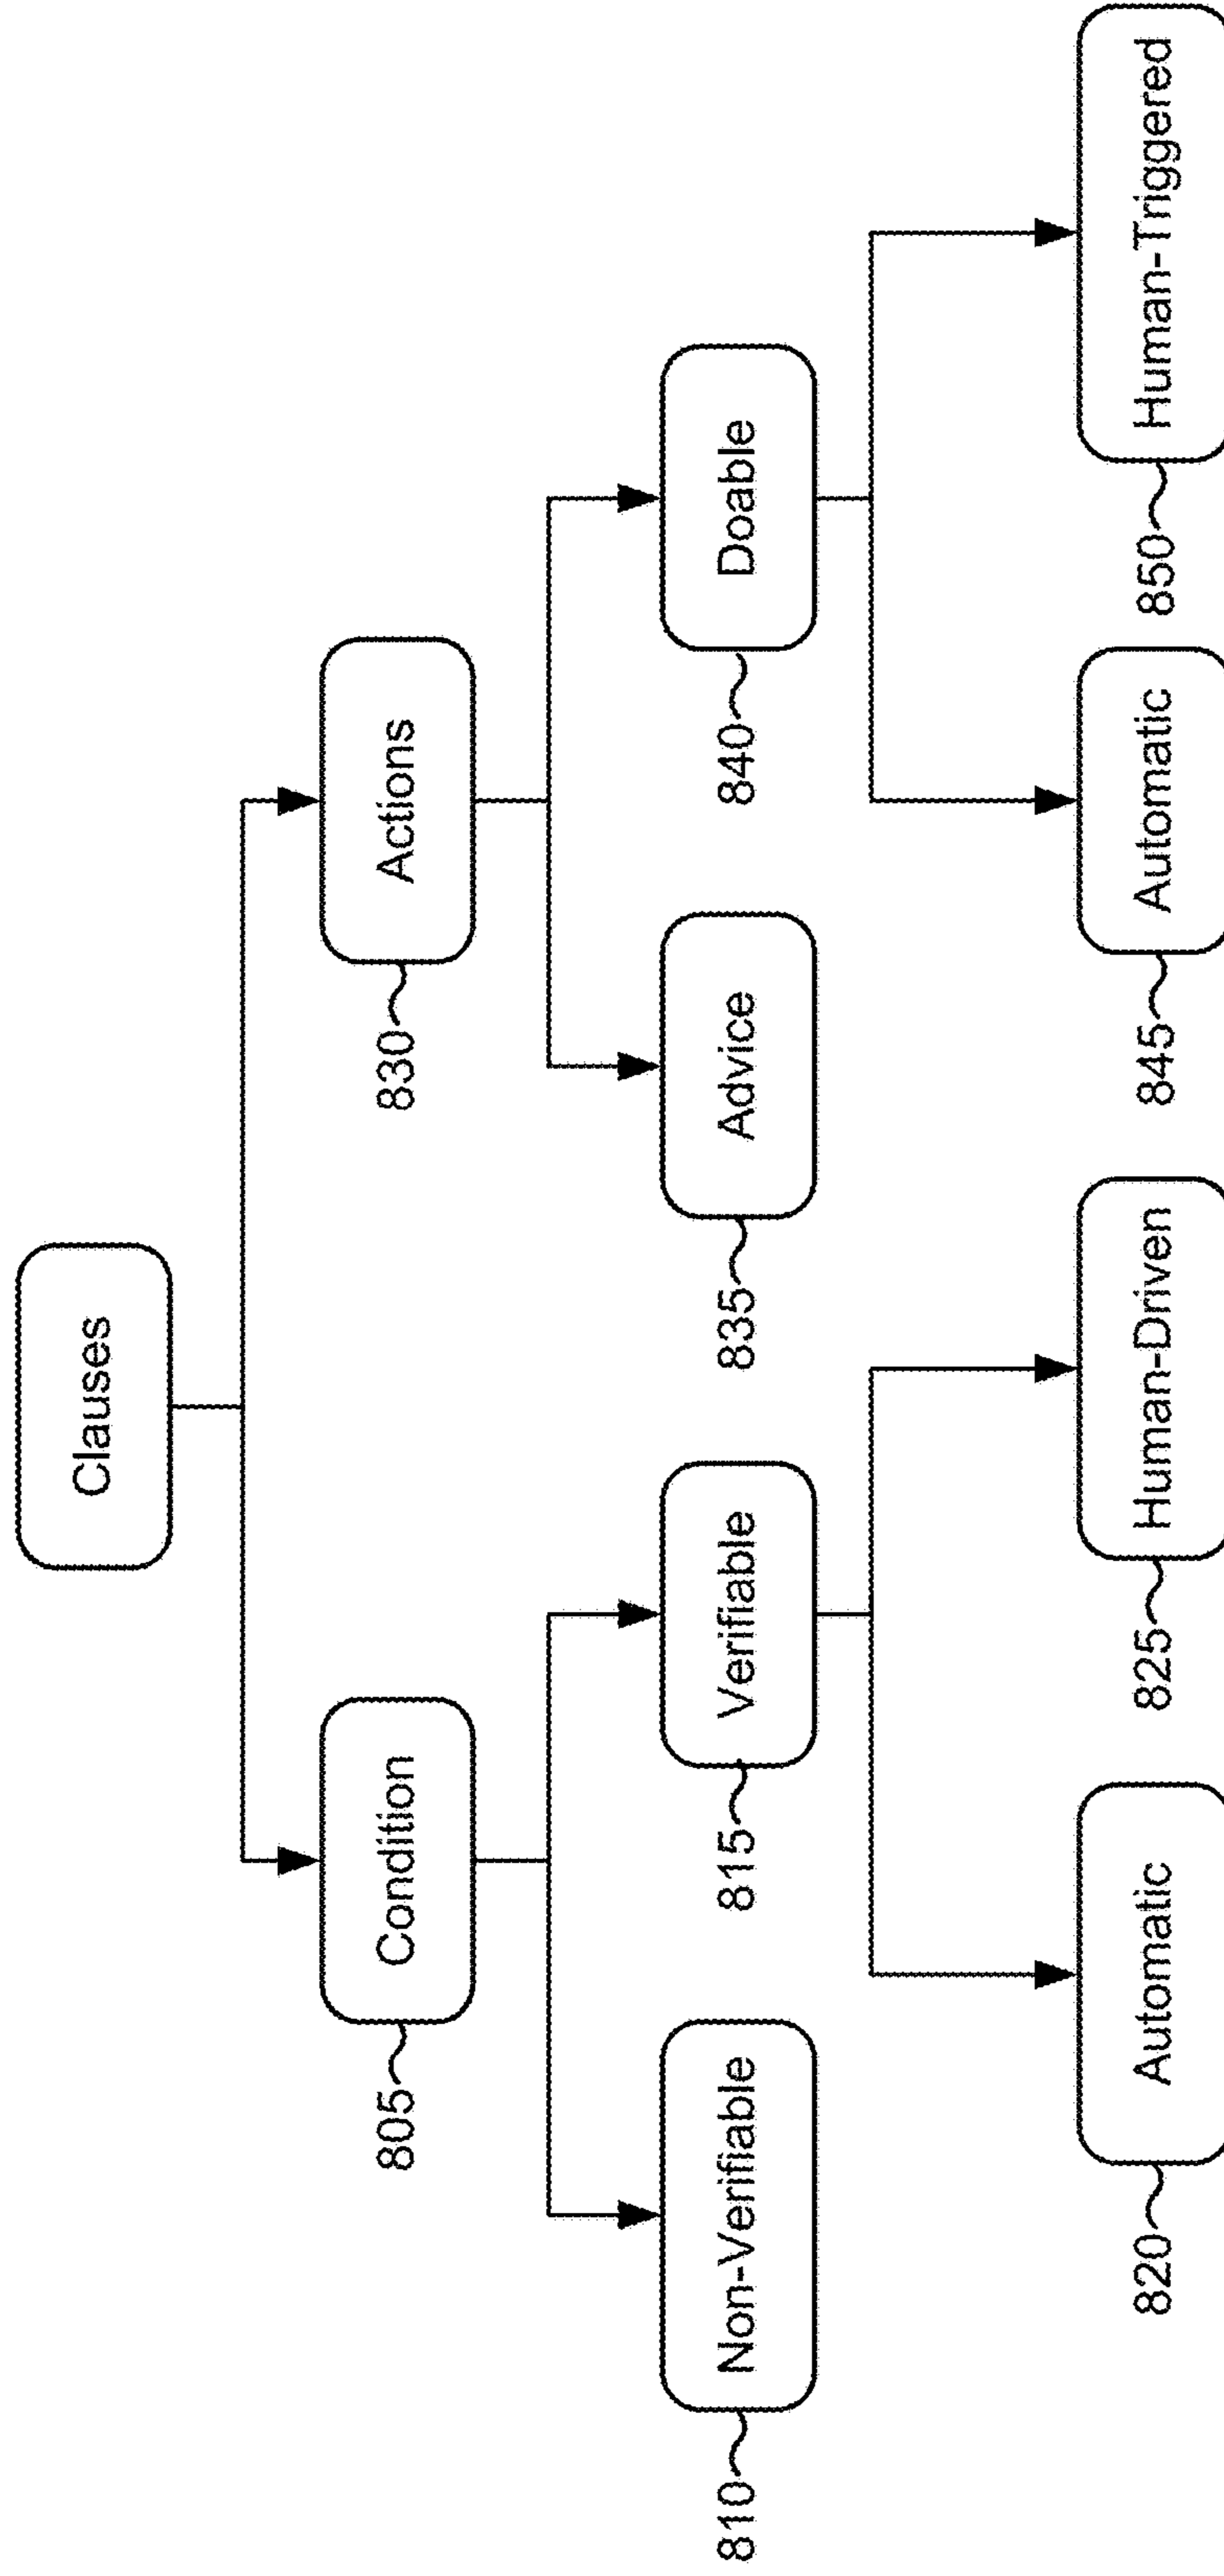 Clauses
805 Condition
830 Actions
810 Non-Verifiable
815 Verifiable
835 Advice
840 Doable
820 Automatic
825 Human-Driven
845 Automatic
850 Human-Triggered